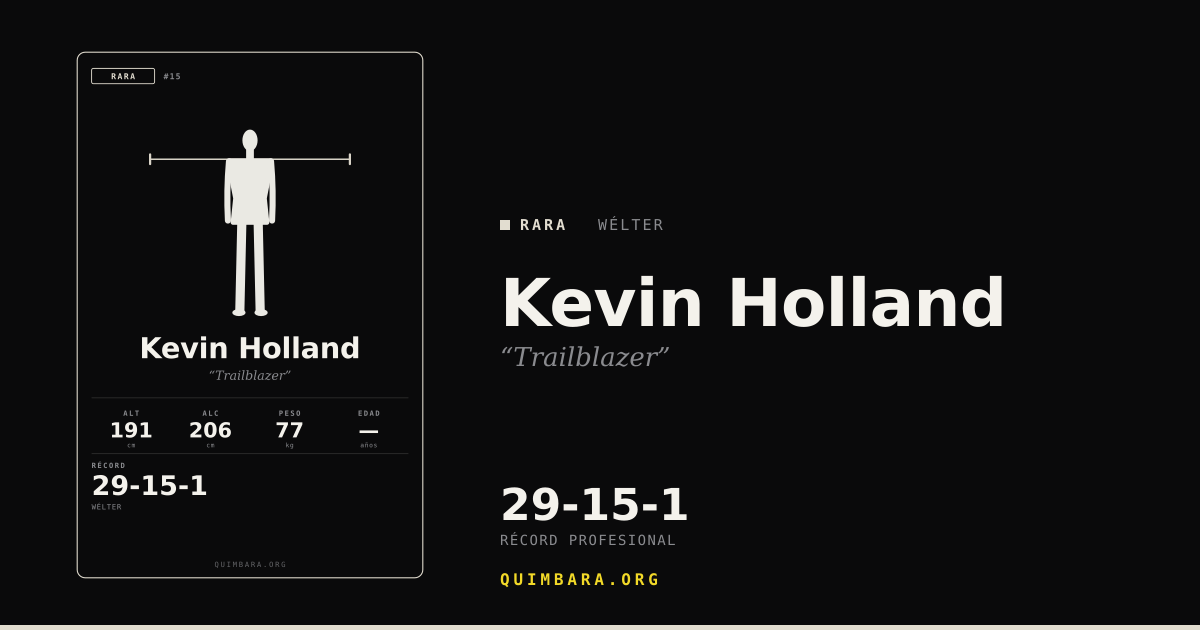 RARA #15
Kevin Holland
“Trailblazer”
ALT ALC PESO EDAD
191 206 77 —
cm cm kg años
RÉCORD
29-15-1
WÉLTER
QUIMBARA.ORG
RARA WÉLTER
Kevin Holland
“Trailblazer”
29-15-1
RÉCORD PROFESIONAL
QUIMBARA.ORG